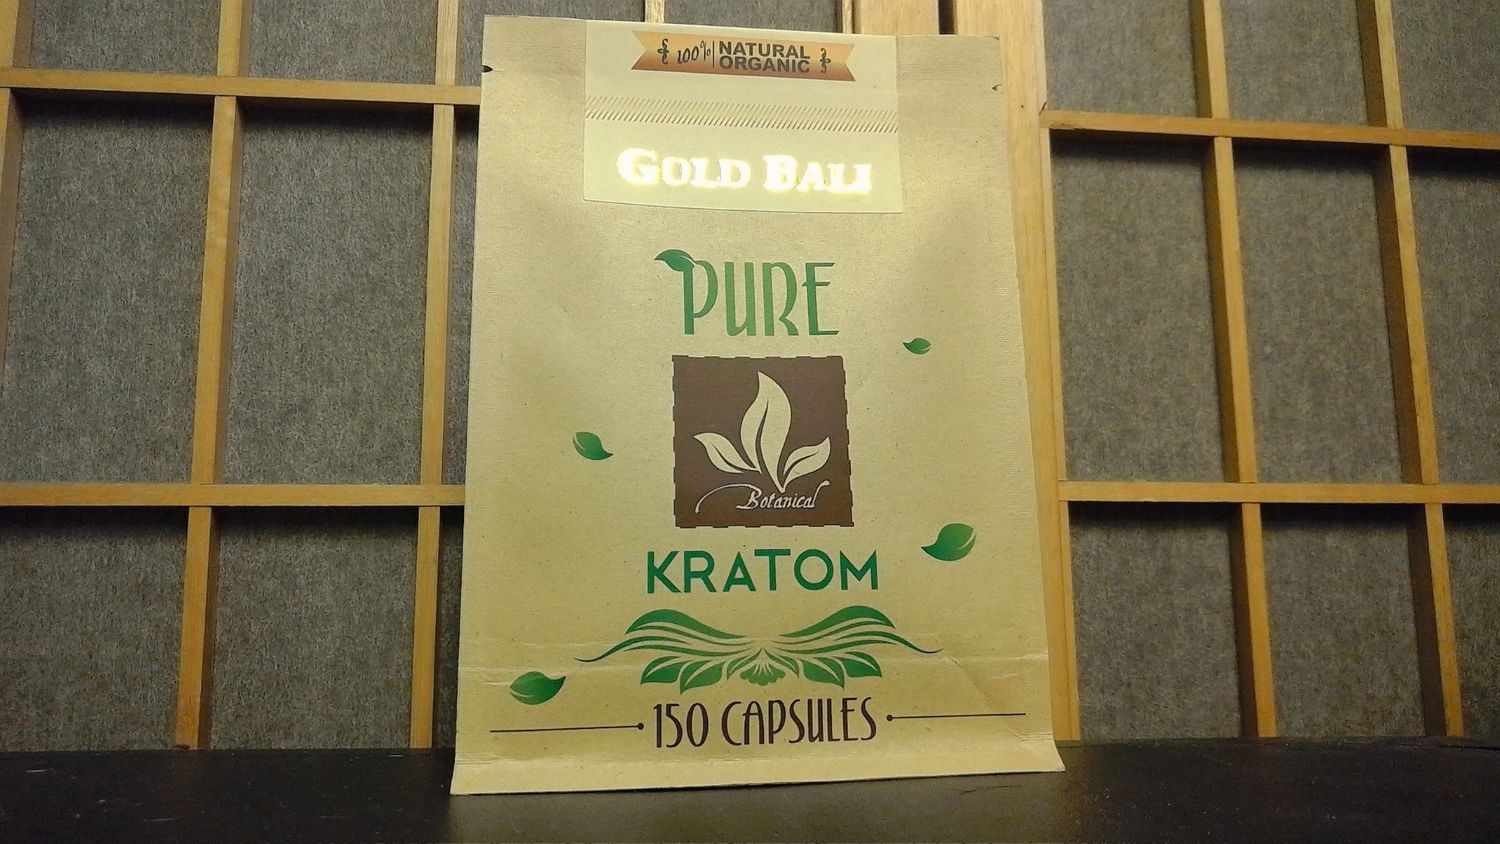 100% NATURAL
ORGANIC
GOLD BALI
PURE
Botanical
KRATOM
150 CAPSULES